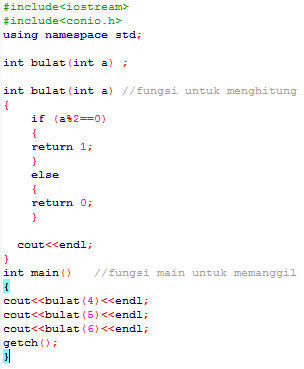 #include<iostream>
#include<conio.h>
using namespace std;
int bulat(int a) ;
int bulat(int a) //fungsi untuk menghitung
{
if (a%2==0)
{
return 1;
}
else
{
return 0;
}
cout<<endl;
}
int main() //fungsi main untuk memanggil
{
cout<<bulat(4)<<endl;
cout<<bulat(5)<<endl;
cout<<bulat(6)<<endl;
getch();
}